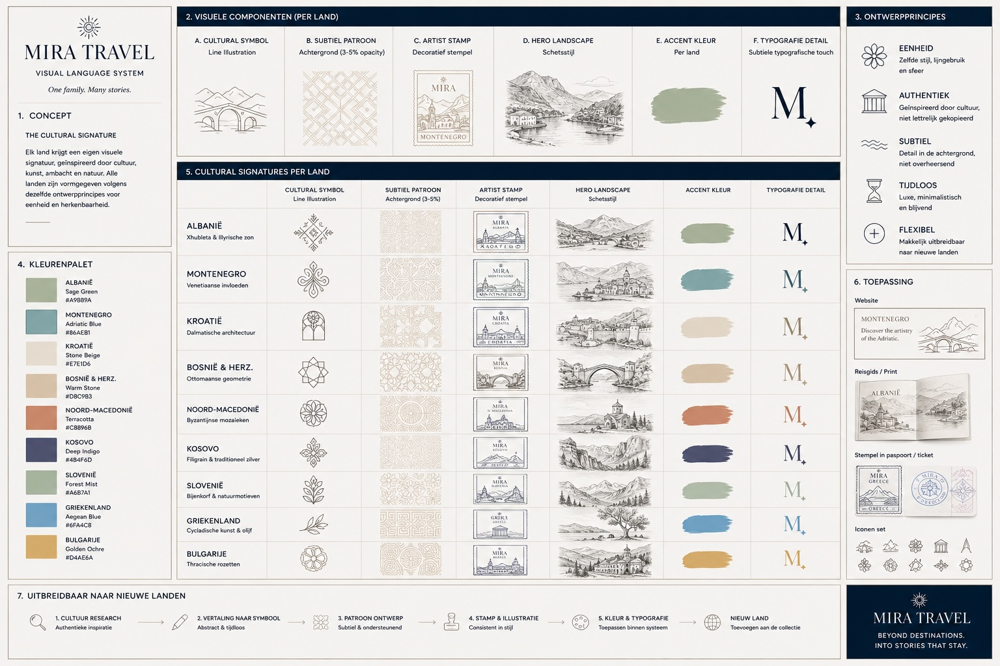 MIRA TRAVEL
VISUAL LANGUAGE SYSTEM
One family. Many stories.
1. CONCEPT
THE CULTURAL SIGNATURE
Elk land krijgt een eigen visuele
signatuur, geïnspireerd door cultuur,
kunst, ambacht en natuur. Alle
landen zijn vormgegeven volgens
dezelfde ontwerpprincipes voor
eenheid en herkenbaarheid.
2. VISUELE COMPONENTEN (PER LAND)
A. CULTURAL SYMBOL
Line Illustration
B. SUBTIEL PATROON
Achtergrond (3-5% opacity)
C. ARTIST STAMP
Decoratief stempel
MIRA
MONTENEGRO
D. HERO LANDSCAPE
Schetsstijl
E. ACCENT KLEUR
Per land
F. TYPOGRAFIE DETAIL
Subtiele typografische touch
M
3. ONTWERPPRINCIPES
EENHEID
Zelfde stijl, lijngebruik
en sfeer
AUTHENTIEK
Geïnspireerd door cultuur,
niet lettrelijk gekopieerd
SUBTIEL
Detail in de achtergrond,
niet overheersend
TIJDLOOS
Luxe, minimalistisch
en blijvend
FLEXIBEL
Makkelijk uitbreidbaar
naar nieuwe landen
4. KLEURENPALET
ALBANIË
Sage Green
#A9B89A
MONTENEGRO
Adriatic Blue
#86AEB1
KROATIË
Stone Beige
#E7E1D6
BOSNIË & HERZ.
Warm Stone
#D8C9B3
NOORD-MACEDONIË
Terracotta
#C8896B
KOSOVO
Deep Indigo
#4B4F6D
SLOVENIË
Forest Mist
#A6B7A1
GRIEKENLAND
Aegean Blue
#6FA4C8
BULGARIJE
Golden Ochre
#D4AE6A
5. CULTURAL SIGNATURES PER LAND
CULTURAL SYMBOL
Line Illustration
SUBTIEL PATROON
Achtergrond (3-5%)
ARTIST STAMP
Decoratief stempel
HERO LANDSCAPE
Schetsstijl
ACCENT KLEUR
TYPOGRAFIE DETAIL
ALBANIË
Xhubleta & Illyrische zon
MIRA
M
MONTENEGRO
Venetiaanse invloeden
MIRA
MONTENEGRO
M
KROATIË
Dalmatische architectuur
MIRA
CROATIA
M
BOSNIË & HERZ.
Ottomaanse geometrie
MIRA
M
NOORD-MACEDONIË
Byzantijnse mozaïeken
MIRA
N. MACEDONIA
M
KOSOVO
Filigrain & traditioneel zilver
MIRA
M
SLOVENIË
Bijenkorf & natuurmotieven
MIRA
M
GRIEKENLAND
Cycladische kunst & olijf
GREECE
M
BULGARIJE
Thracische rozetten
MIRA
M
6. TOEPASSING
Website
MONTENEGRO
Discover the artistry
of the Adriatic.
Reisgids / Print
ALBANIË
Stempel in paspoort / ticket
MIRA
GREECE
GREECE
MIRA
Iconen set
7. UITBREIDBAAR NAAR NIEUWE LANDEN
1. CULTUUR RESEARCH
Authentieke inspiratie
2. VERTALING NAAR SYMBOOL
Abstract & tijdloos
3. PATROON ONTWERP
Subtiel & ondersteunend
4. STAMP & ILLUSTRATIE
Consistent in stijl
5. KLEUR & TYPOGRAFIE
Toepassen binnen systeem
NIEUW LAND
Toevoegen aan de collectie
MIRA TRAVEL
BEYOND DESTINATIONS.
INTO STORIES THAT STAY.